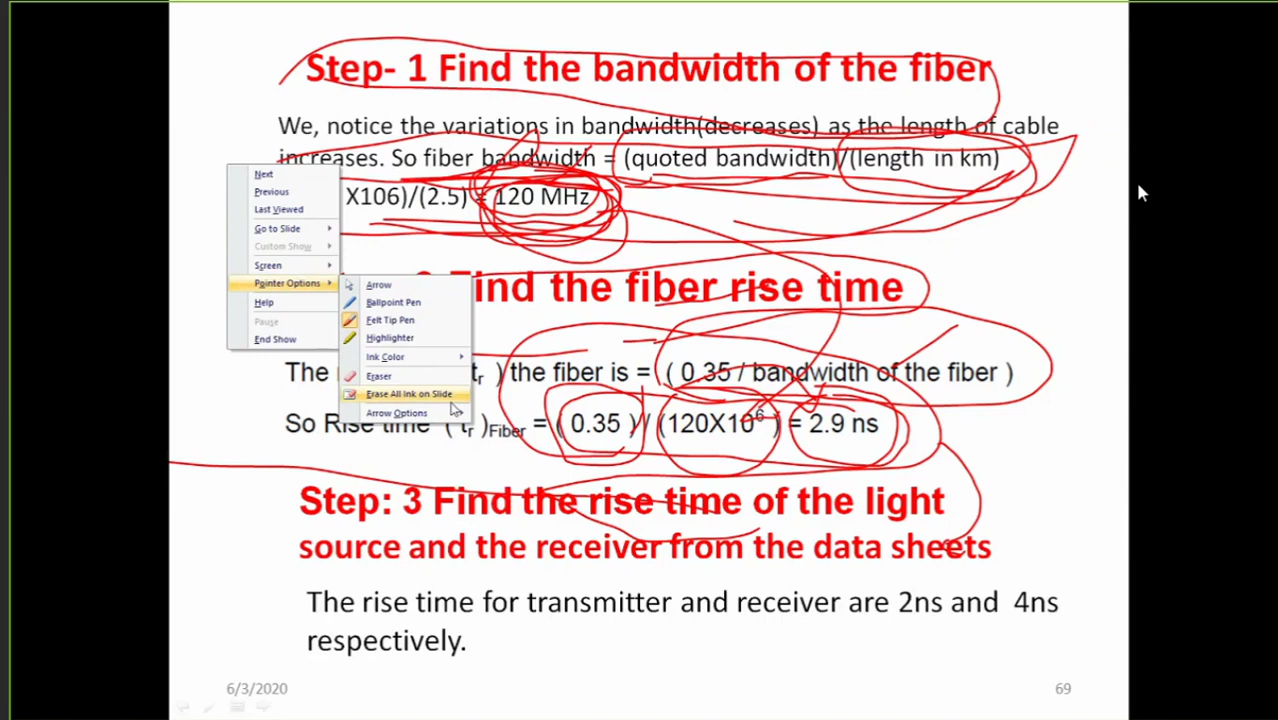 Step- 1 Find the bandwidth of the fiber
We, notice the variations in bandwidth(decreases) as the length of cable
increases. So fiber bandwidth = (quoted bandwidth)/(length in km)
X106)/(2.5) = 120 MHz
Find the fiber rise time
The tr ) the fiber is = ( 0.35 / bandwidth of the fiber )
So Rise time ( tr )Fiber = ( 0.35 ) / (120X10^6 ) = 2.9 ns
Step: 3 Find the rise time of the light
source and the receiver from the data sheets
The rise time for transmitter and receiver are 2ns and 4ns
respectively.
6/3/2020
69
Next
Previous
Last Viewed
Go to Slide
Custom Show
Screen
Pointer Options
Help
Pause
End Show
Arrow
Ballpoint Pen
Felt Tip Pen
Highlighter
Ink Color
Eraser
Erase All Ink on Slide
Arrow Options